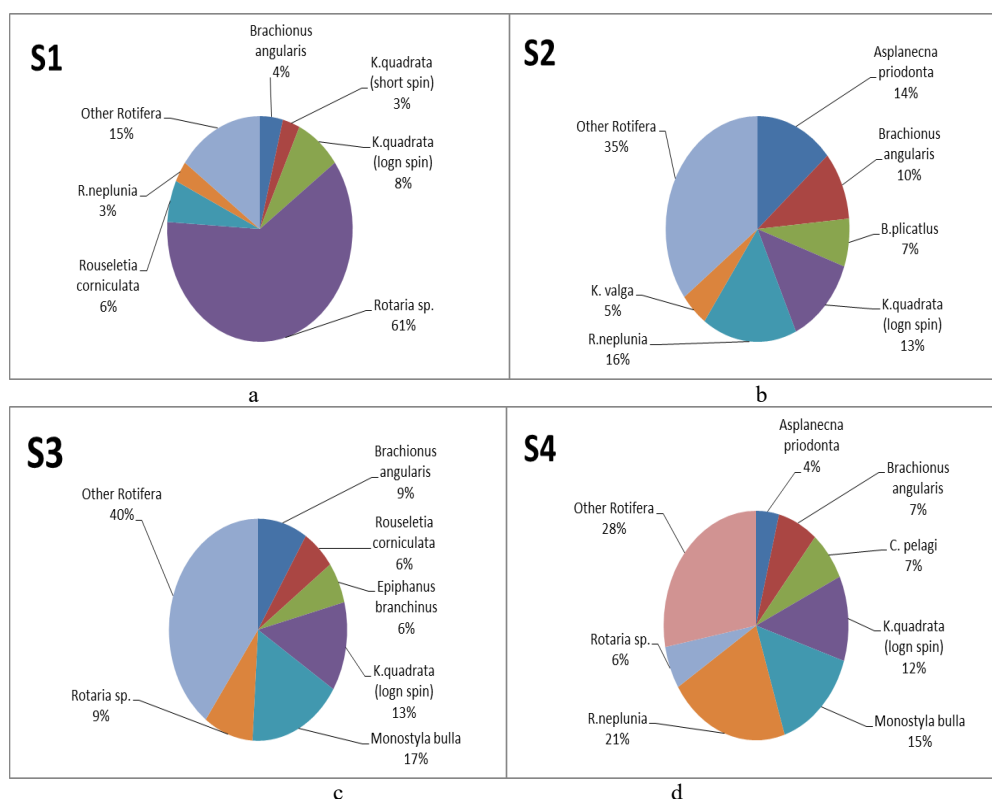 S1
Brachionus
angularis
4%
K.quadrata
(short spin)
3%
K.quadrata
(logn spin)
8%
Rotaria sp.
61%
Rouseletia
corniculata
6%
R.neplunia
3%
Other Rotifera
15%
a
S2
Asplanecna
priodonta
14%
Brachionus
angularis
10%
B.plicatlus
7%
K.quadrata
(logn spin)
13%
R.neplunia
16%
K. valga
5%
Other Rotifera
35%
b
S3
Brachionus
angularis
9%
Rouseletia
corniculata
6%
Epiphanus
branchinus
6%
K.quadrata
(logn spin)
13%
Monostyla bulla
17%
Rotaria sp.
9%
Other Rotifera
40%
c
S4
Asplanecna
priodonta
4%
Brachionus
angularis
7%
C. pelagi
7%
K.quadrata
(logn spin)
12%
Monostyla bulla
15%
R.neplunia
21%
Rotaria sp.
6%
Other Rotifera
28%
d